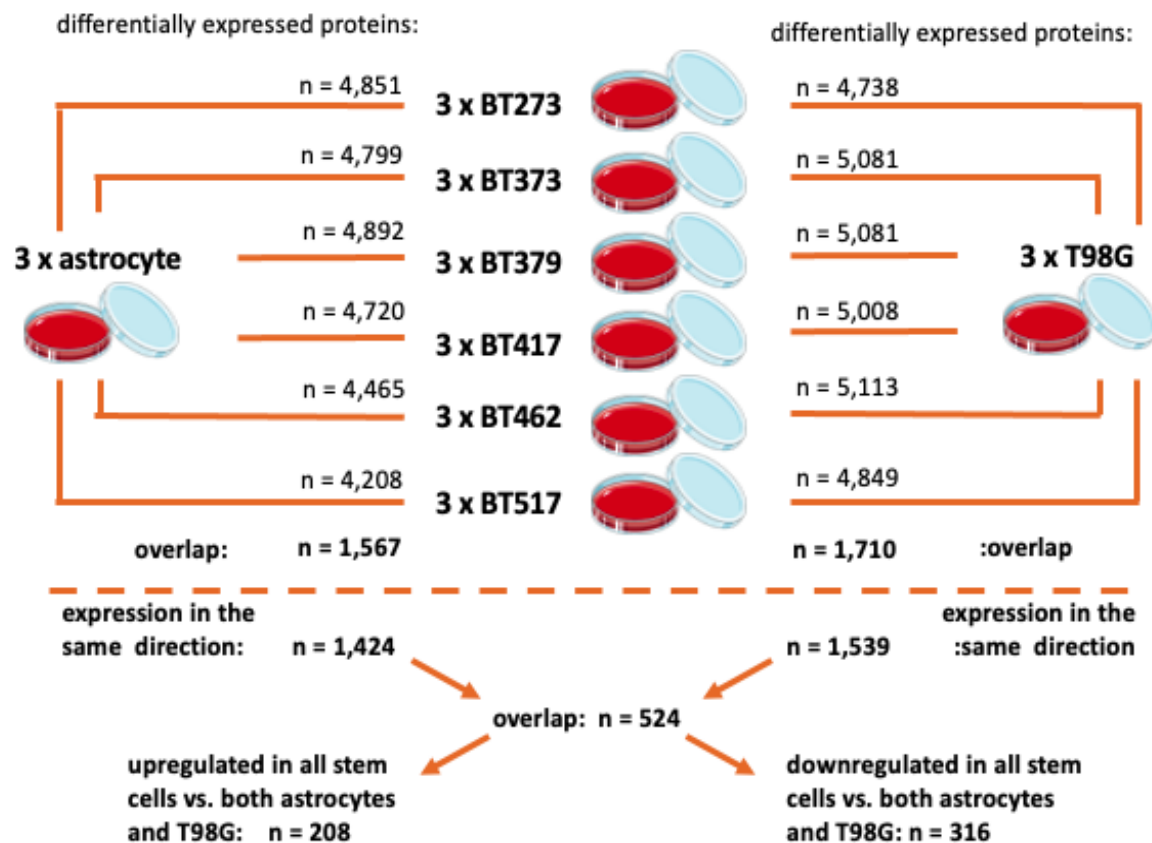 differentially expressed proteins:
differentially expressed proteins:
n = 4,851
3 x BT273
n = 4,738
n = 4,799
3 x BT373
n = 5,081
n = 4,892
3 x BT379
n = 5,081
3 x astrocyte
3 x T98G
n = 4,720
3 x BT417
n = 5,008
n = 4,465
3 x BT462
n = 5,113
n = 4,208
3 x BT517
n = 4,849
overlap: n = 1,567
n = 1,710 :overlap
expression in the
same direction: n = 1,424
expression in the
n = 1,539 :same direction
overlap: n = 524
upregulated in all stem
cells vs. both astrocytes
and T98G: n = 208
downregulated in all stem
cells vs. both astrocytes
and T98G: n = 316